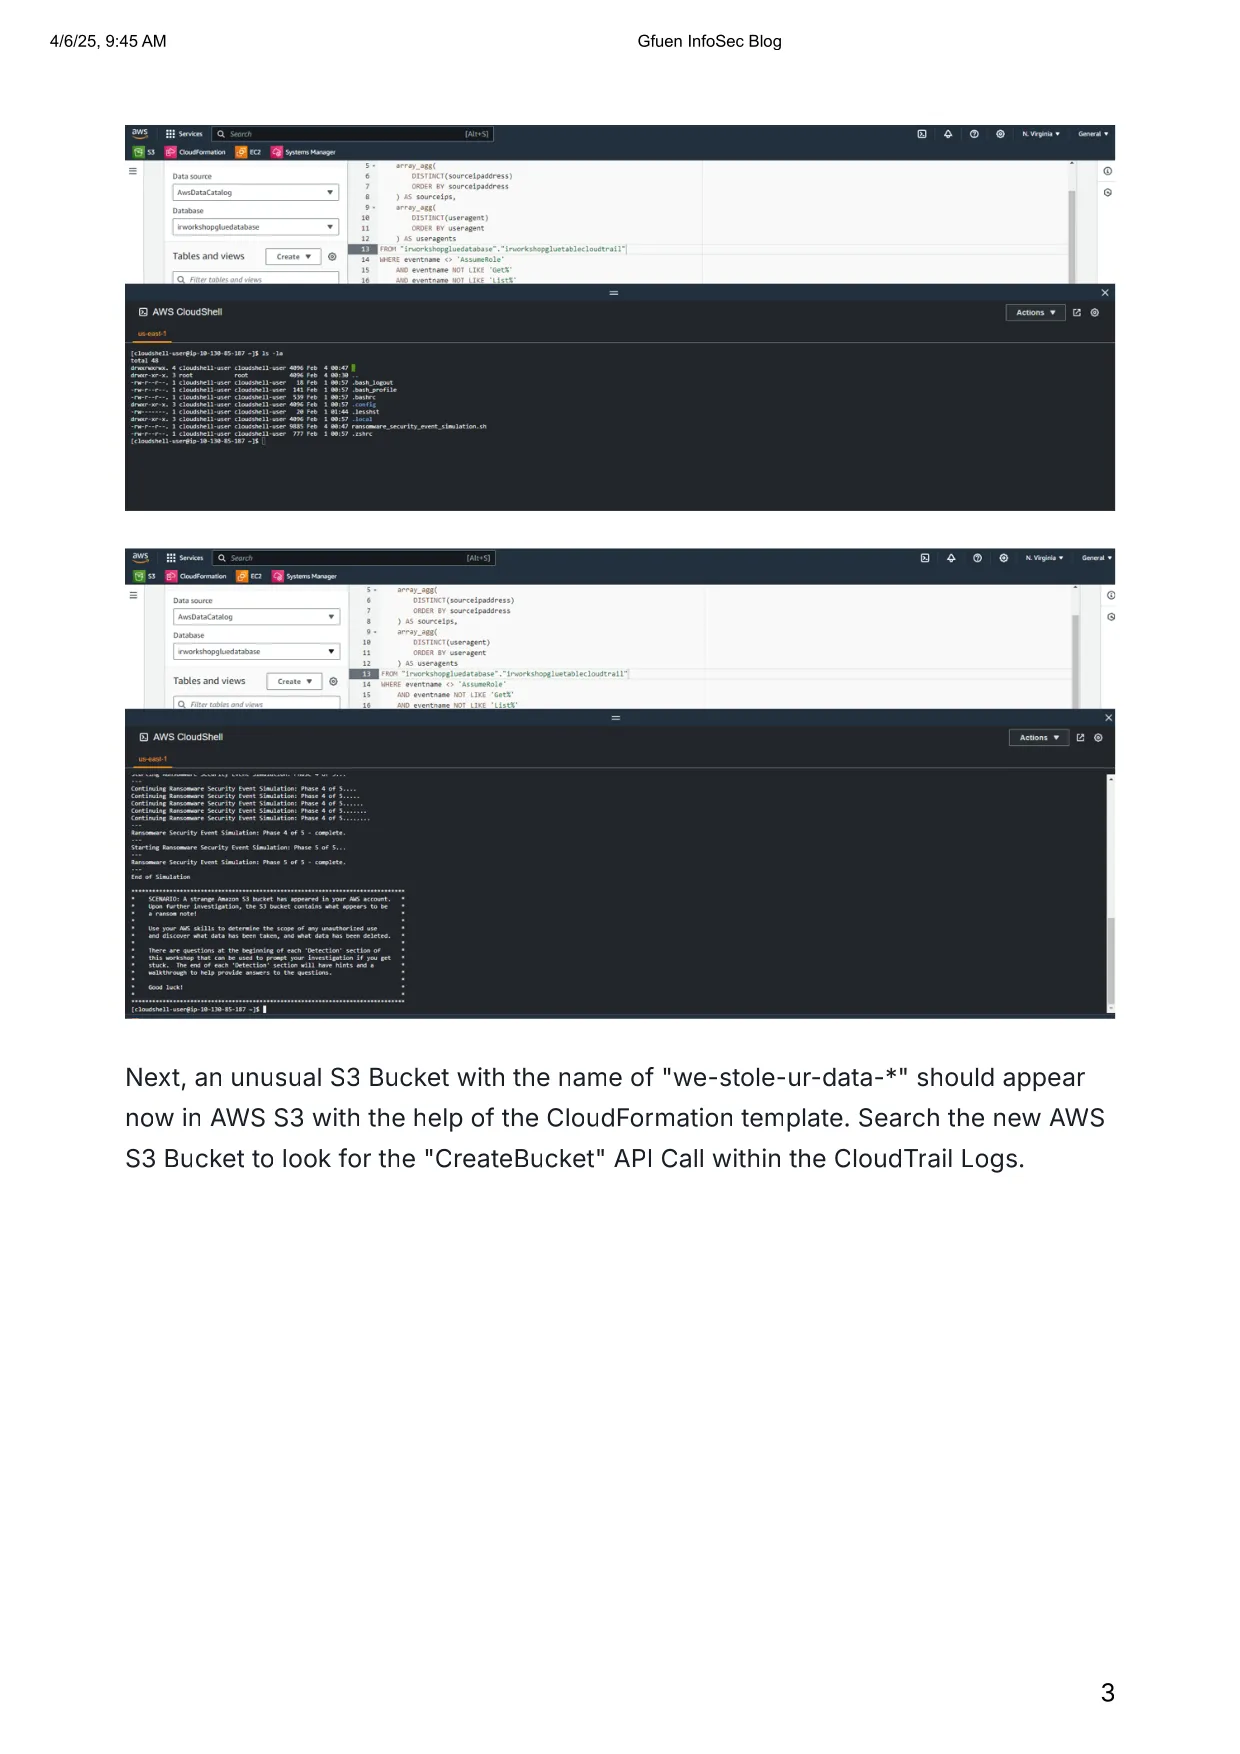 4/6/25, 9:45 AM Gfuen InfoSec Blog
aws Services Search [Alt+S] N. Virginia General
S3 CloudFormation EC2 Systems Manager
Data source
AwsDataCatalog
Database
irworkshopgluedatabase
Tables and views Create
Filter tables and views
5 array_agg(
6 DISTINCT(sourceipaddress)
7 ORDER BY sourceipaddress
8 ) AS sourceips,
9 array_agg(
10 DISTINCT(useragent)
11 ORDER BY useragent
12 ) AS useragents
13 FROM "irworkshopgluedatabase"."irworkshopgluetablecloudtrail"
14 WHERE eventname <> 'AssumeRole'
15 AND eventname NOT LIKE 'Get%'
16 AND eventname NOT LIKE 'List%'
AWS CloudShell Actions
us-east-1
[cloudshell-user@ip-10-130-85-187 ~]$ ls -la
total 48
drwxrwxrwx. 4 cloudshell-user cloudshell-user 4096 Feb 4 00:47 .
drwxr-xr-x. 3 root root 4096 Feb 4 00:30 ..
-rw-r--r--. 1 cloudshell-user cloudshell-user 18 Feb 1 00:57 .bash_logout
-rw-r--r--. 1 cloudshell-user cloudshell-user 141 Feb 1 00:57 .bash_profile
-rw-r--r--. 1 cloudshell-user cloudshell-user 539 Feb 1 00:57 .bashrc
drwxr-xr-x. 3 cloudshell-user cloudshell-user 4096 Feb 1 00:57 .config
-rw-------. 1 cloudshell-user cloudshell-user 20 Feb 1 01:44 .lesshst
drwxr-xr-x. 4 cloudshell-user cloudshell-user 4096 Feb 1 00:57 .local
-rw-r--r--. 1 cloudshell-user cloudshell-user 9885 Feb 4 00:47 ransomware_security_event_simulation.sh
-rw-r--r--. 1 cloudshell-user cloudshell-user 777 Feb 1 00:57 .zshrc
[cloudshell-user@ip-10-130-85-187 ~]$
aws Services Search [Alt+S] N. Virginia General
S3 CloudFormation EC2 Systems Manager
Data source
AwsDataCatalog
Database
irworkshopgluedatabase
Tables and views Create
Filter tables and views
5 array_agg(
6 DISTINCT(sourceipaddress)
7 ORDER BY sourceipaddress
8 ) AS sourceips,
9 array_agg(
10 DISTINCT(useragent)
11 ORDER BY useragent
12 ) AS useragents
13 FROM "irworkshopgluedatabase"."irworkshopgluetablecloudtrail"
14 WHERE eventname <> 'AssumeRole'
15 AND eventname NOT LIKE 'Get%'
16 AND eventname NOT LIKE 'List%'
AWS CloudShell Actions
us-east-1
Starting Ransomware Security Event Simulation: Phase 4 of 5...
---
Continuing Ransomware Security Event Simulation: Phase 4 of 5....
Continuing Ransomware Security Event Simulation: Phase 4 of 5.....
Continuing Ransomware Security Event Simulation: Phase 4 of 5......
Continuing Ransomware Security Event Simulation: Phase 4 of 5.......
Continuing Ransomware Security Event Simulation: Phase 4 of 5........
---
Ransomware Security Event Simulation: Phase 4 of 5 - complete.
---
Starting Ransomware Security Event Simulation: Phase 5 of 5...
---
Ransomware Security Event Simulation: Phase 5 of 5 - complete.
---
End of Simulation
*******************************************************************************
* SCENARIO: A strange Amazon S3 bucket has appeared in your AWS account. *
* Upon further investigation, the S3 bucket contains what appears to be *
* a ransom note! *
* *
* Use your AWS skills to determine the scope of any unauthorized use *
* and discover what data has been taken, and what data has been deleted. *
* *
* There are questions at the beginning of each 'Detection' section of *
* this workshop that can be used to prompt your investigation if you get *
* stuck. The end of each 'Detection' section will have hints and a *
* walkthrough to help provide answers to the questions. *
* *
* Good luck! *
* *
*******************************************************************************
[cloudshell-user@ip-10-130-85-187 ~]$
Next, an unusual S3 Bucket with the name of "we-stole-ur-data-*" should appear
now in AWS S3 with the help of the CloudFormation template. Search the new AWS
S3 Bucket to look for the "CreateBucket" API Call within the CloudTrail Logs.
3